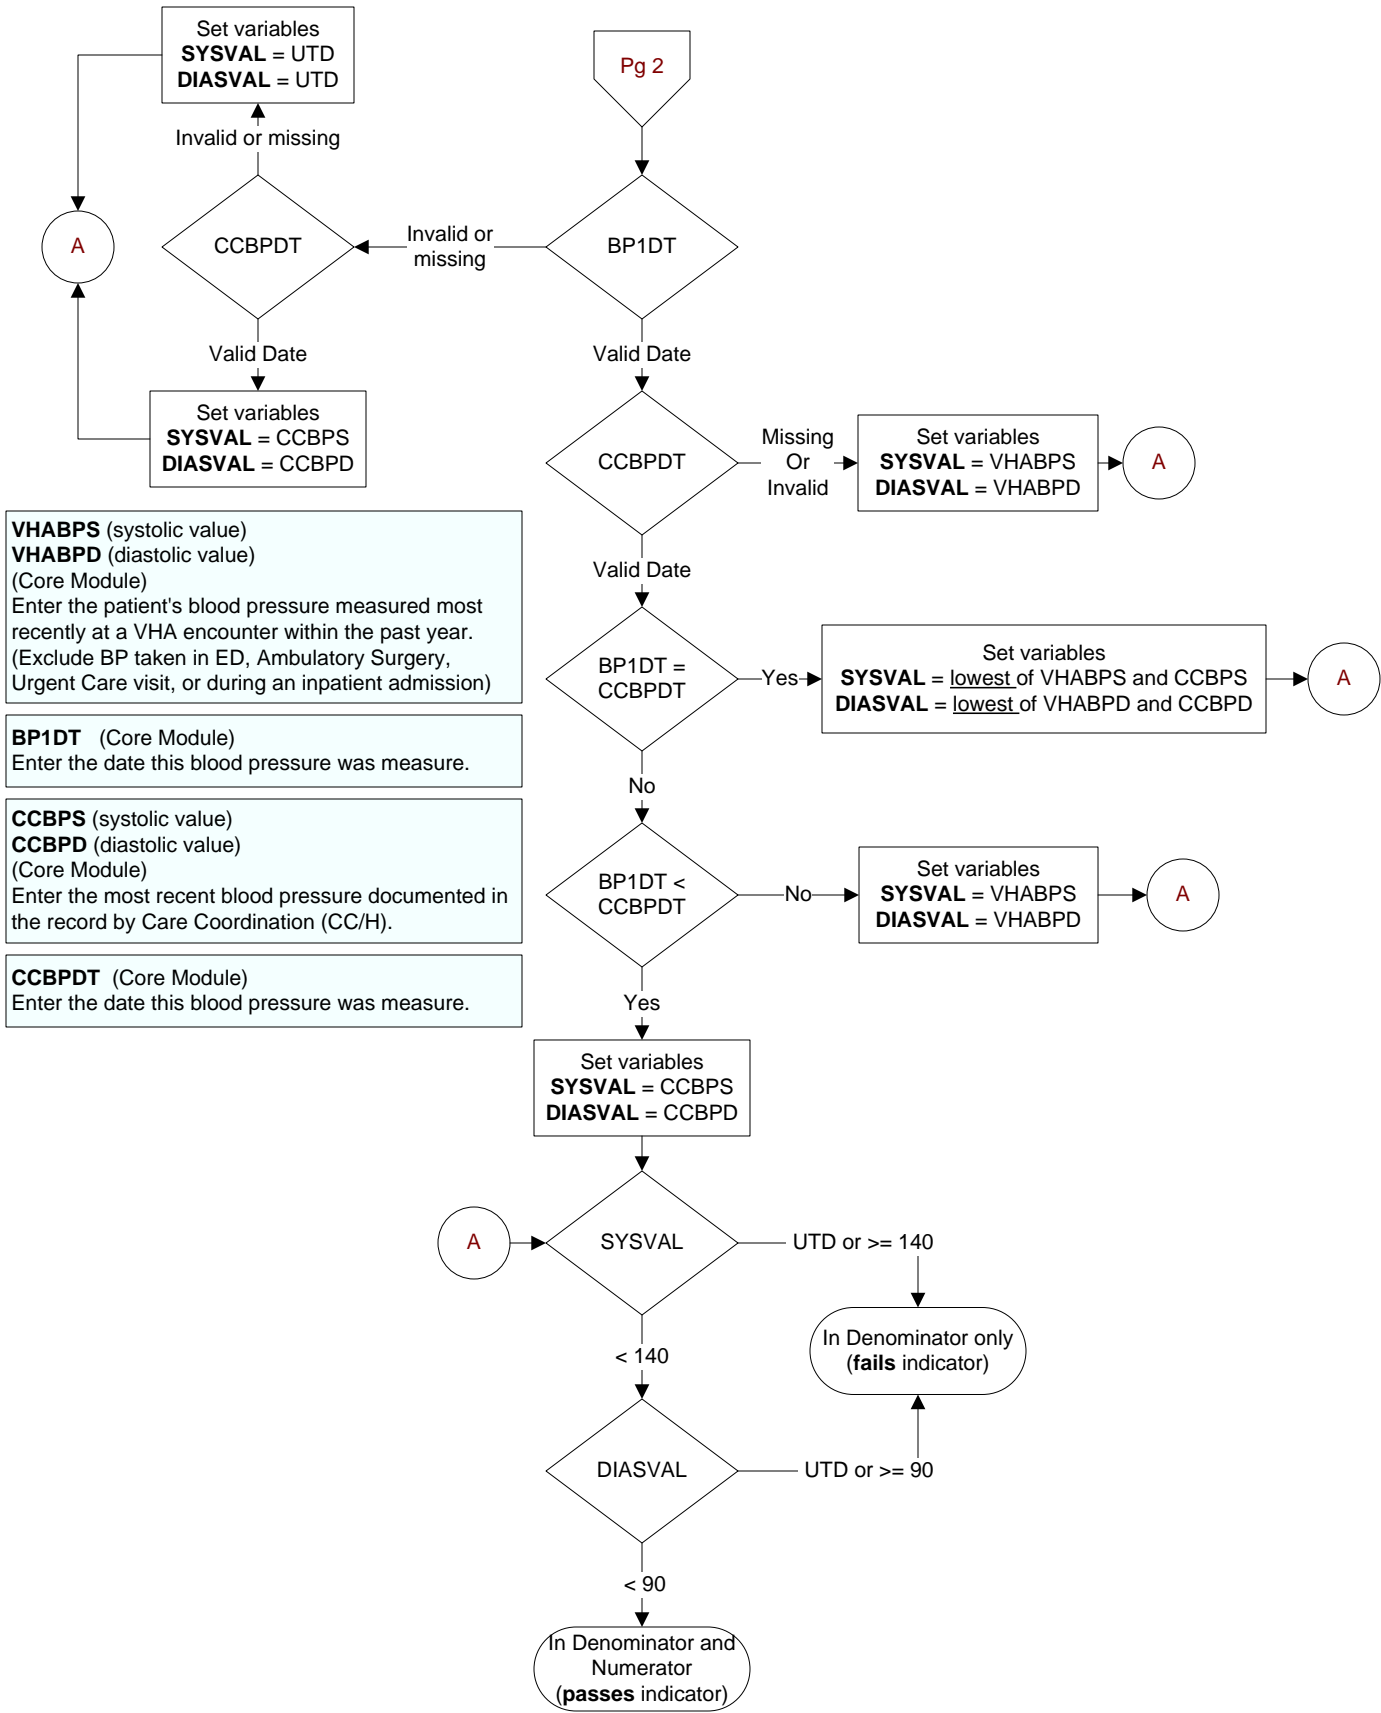 Set variables
SYSVAL = UTD
DIASVAL = UTD
Pg 2
Invalid or missing
A
CCBPDT
Invalid or
missing
BP1DT
Valid Date
Valid Date
Set variables
SYSVAL = CCBPS
DIASVAL = CCBPD
CCBPDT
Missing
Or
Invalid
Set variables
SYSVAL = VHABPS
DIASVAL = VHABPD
A
VHABPS (systolic value)
VHABPD (diastolic value)
(Core Module)
Enter the patient's blood pressure measured most
recently at a VHA encounter within the past year.
(Exclude BP taken in ED, Ambulatory Surgery,
Urgent Care visit, or during an inpatient admission)
BP1DT (Core Module)
Enter the date this blood pressure was measure.
CCBPS (systolic value)
CCBPD (diastolic value)
(Core Module)
Enter the most recent blood pressure documented in
the record by Care Coordination (CC/H).
CCBPDT (Core Module)
Enter the date this blood pressure was measure.
Valid Date
BP1DT =
CCBPDT
Yes
Set variables
SYSVAL = lowest of VHABPS and CCBPS
DIASVAL = lowest of VHABPD and CCBPD
A
No
BP1DT <
CCBPDT
No
Set variables
SYSVAL = VHABPS
DIASVAL = VHABPD
A
Yes
Set variables
SYSVAL = CCBPS
DIASVAL = CCBPD
A
SYSVAL
UTD or >= 140
In Denominator only
(fails indicator)
< 140
DIASVAL
UTD or >= 90
< 90
In Denominator and
Numerator
(passes indicator)